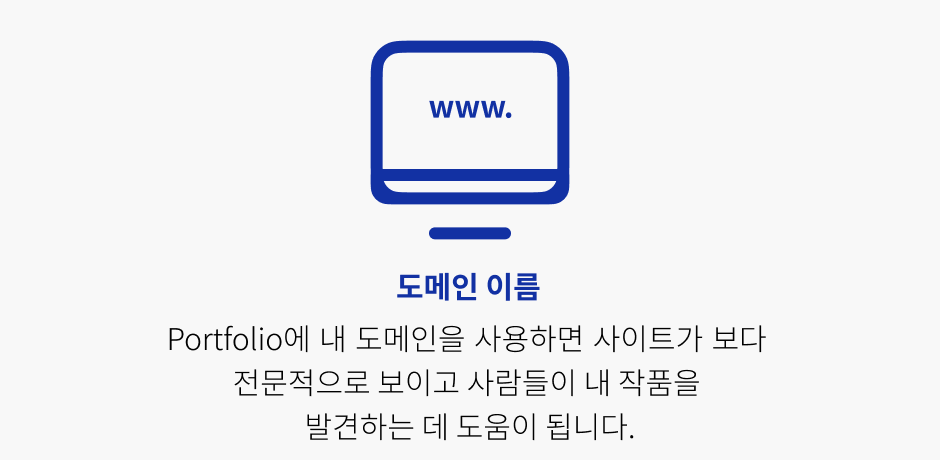 www.
도메인 이름
Portfolio에 내 도메인을 사용하면 사이트가 보다
전문적으로 보이고 사람들이 내 작품을
발견하는 데 도움이 됩니다.